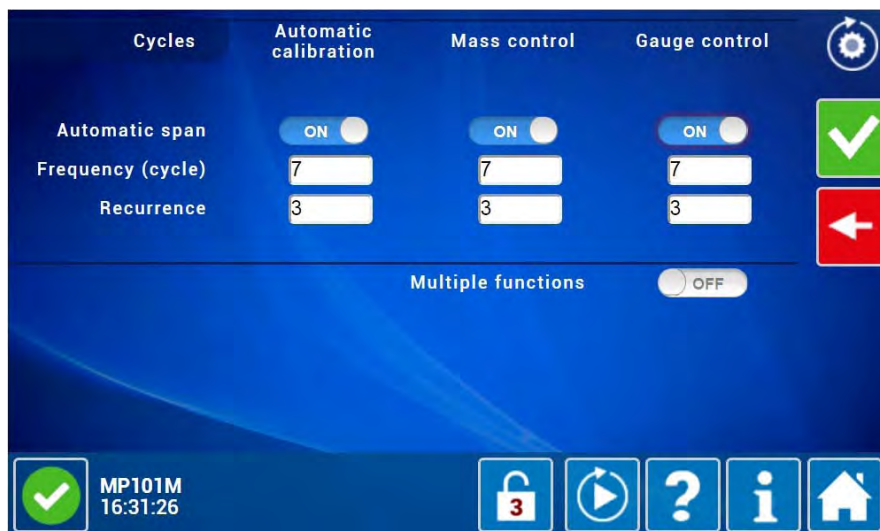 Cycles
Automatic
calibration
Mass control
Gauge control
Automatic span
ON
ON
ON
Frequency (cycle)
7
7
7
Recurrence
3
3
3
Multiple functions
OFF
MP101M
16:31:26
3
?
i